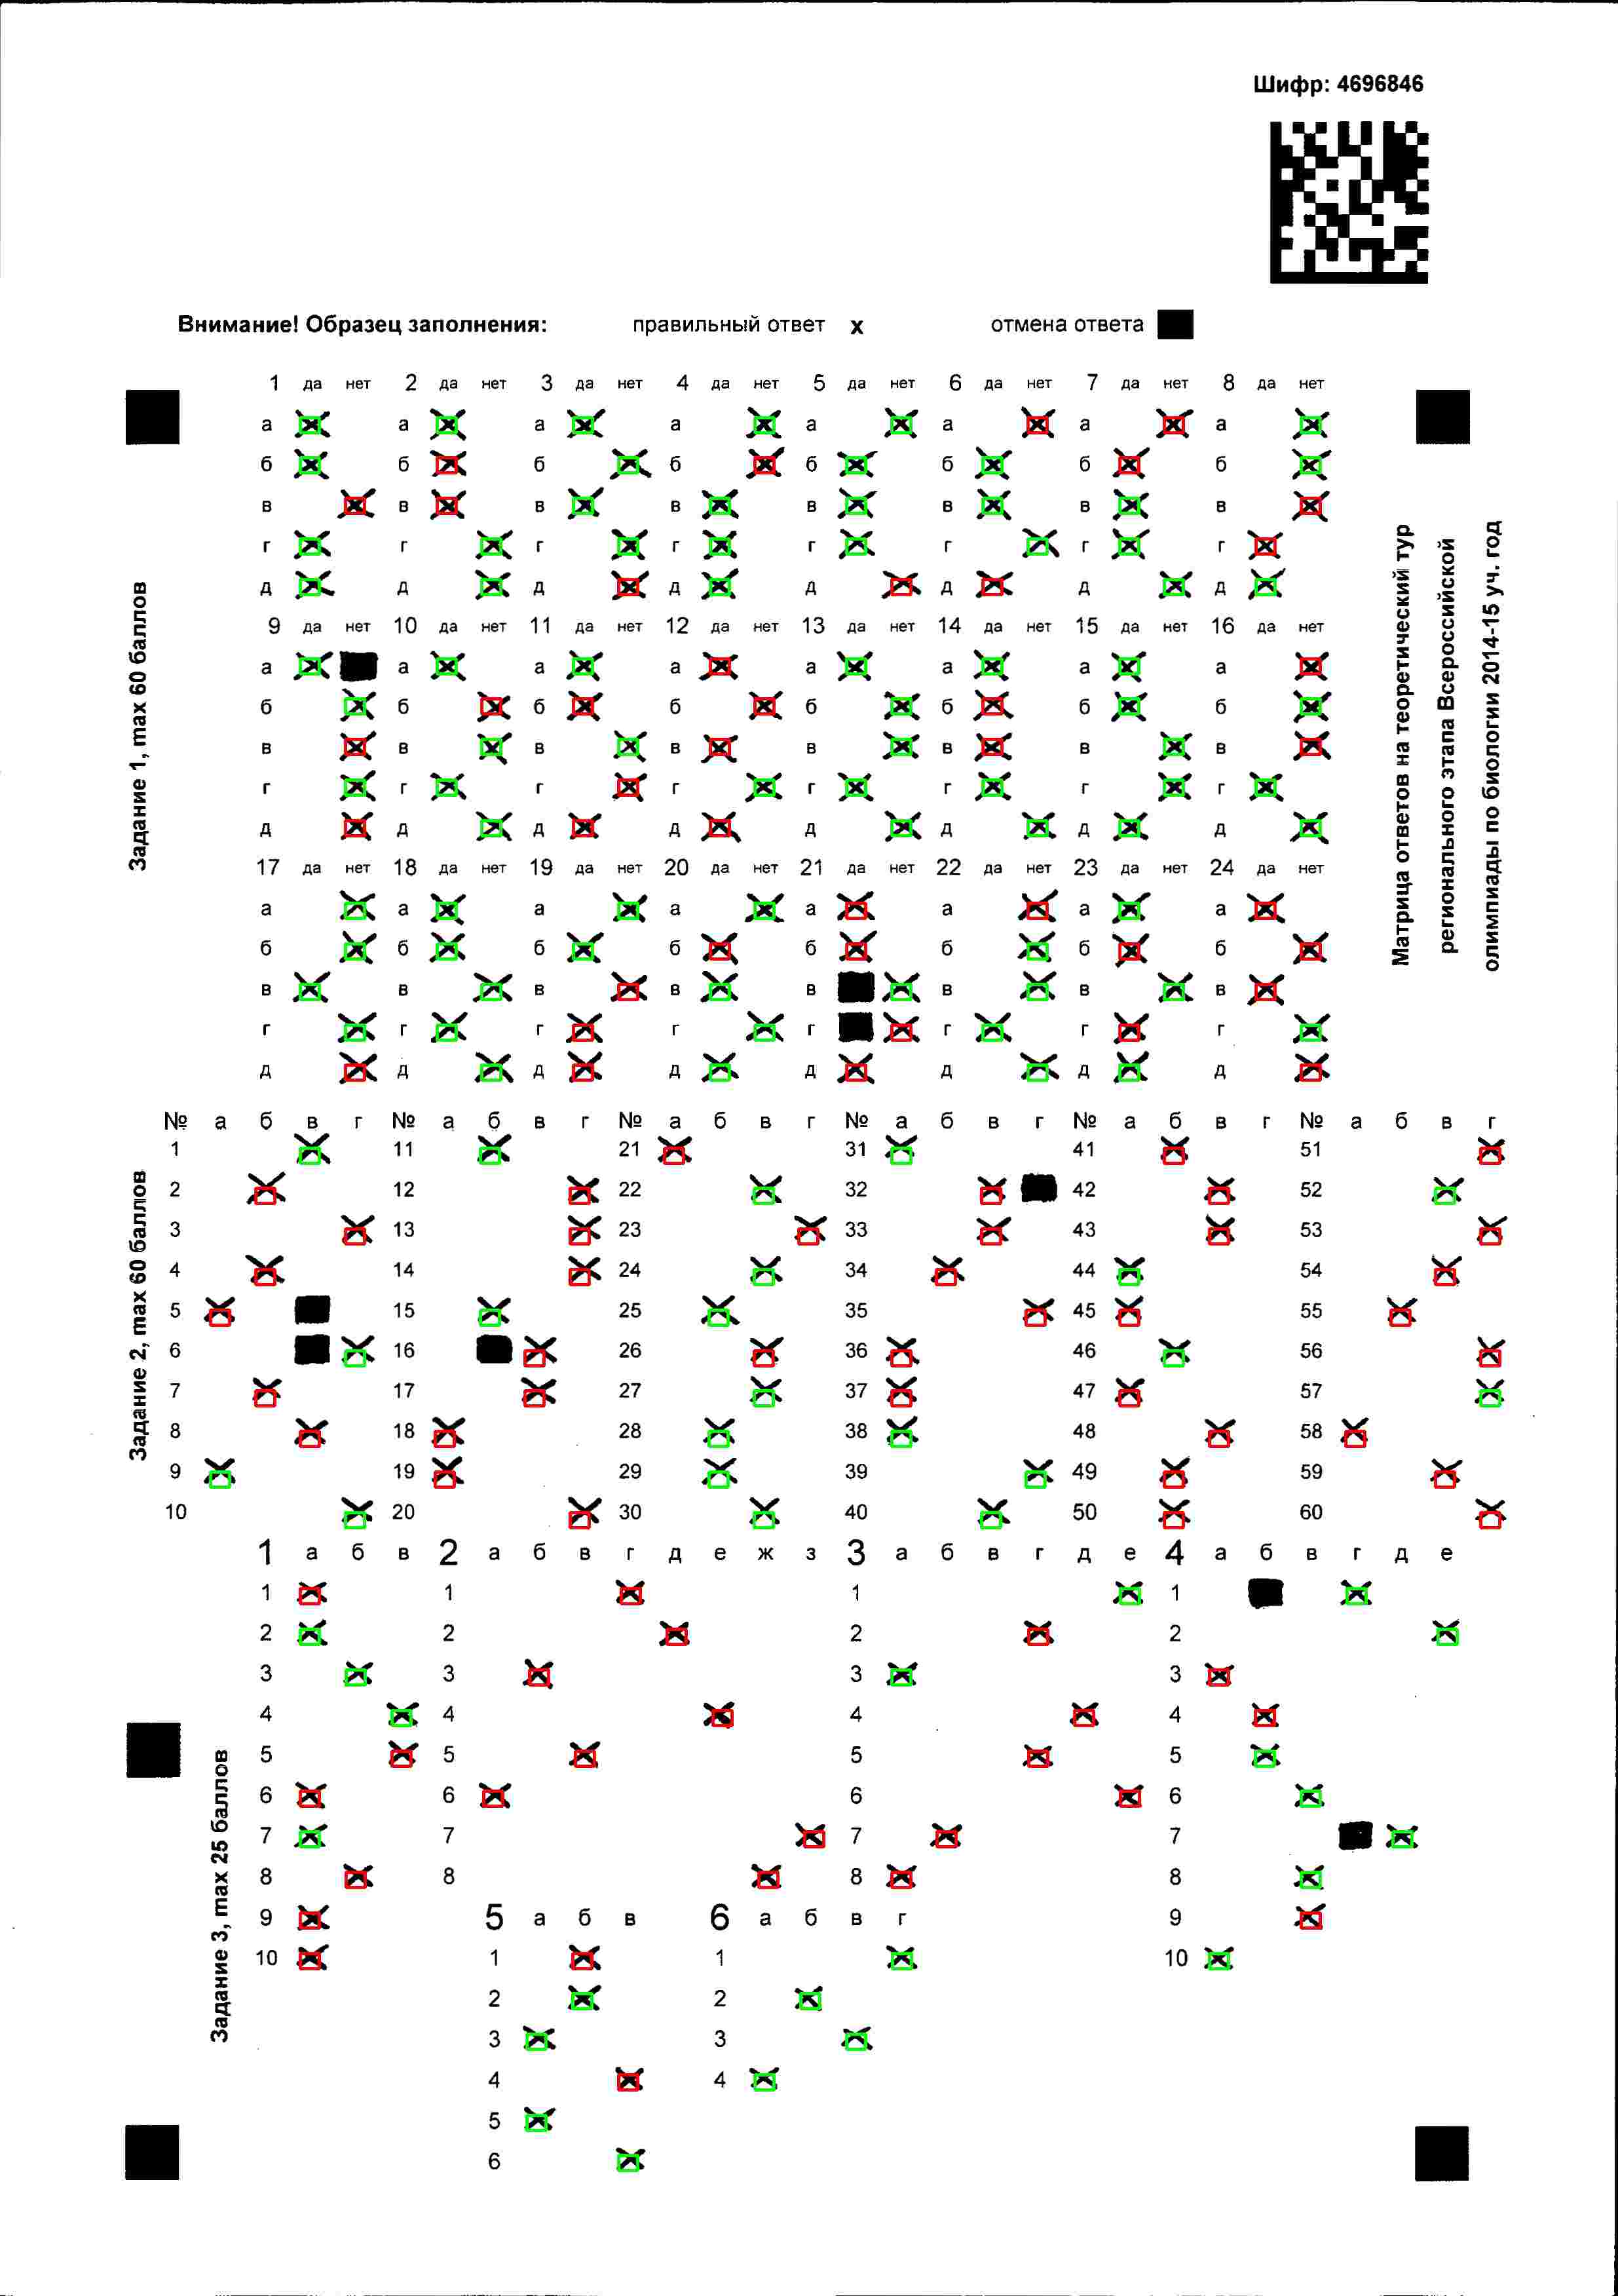 Шифр: 4696846
Внимание! Образец заполнения: правильный ответ x отмена ответа
1 да нет 2 да нет 3 да нет 4 да нет 5 да нет 6 да нет 7 да нет 8 да нет
а а а а а а а а
б б б б б б б б
в в в в в в в в
г г г г г г г г
д д д д д д д д
9 да нет 10 да нет 11 да нет 12 да нет 13 да нет 14 да нет 15 да нет 16 да нет
а а а а а а а а
б б б б б б б б
в в в в в в в в
г г г г г г г г
д д д д д д д д
17 да нет 18 да нет 19 да нет 20 да нет 21 да нет 22 да нет 23 да нет 24 да нет
а а а а а а а а
б б б б б б б б
в в в в в в в в
г г г г г г г г
д д д д д д д д
Задание 1, max 60 баллов
Матрица ответов на теоретический тур
регионального этапа Всероссийской
олимпиады по биологии 2014-15 уч. год
№ а б в г № а б в г № а б в г № а б в г № а б в г № а б в г
1 11 21 31 41 51
2 12 22 32 42 52
3 13 23 33 43 53
4 14 24 34 44 54
5 15 25 35 45 55
6 16 26 36 46 56
7 17 27 37 47 57
8 18 28 38 48 58
9 19 29 39 49 59
10 20 30 40 50 60
Задание 2, max 60 баллов
1 а б в 2 а б в г д е ж з 3 а б в г д е 4 а б в г д е
1 1 1 1
2 2 2 2
3 3 3 3
4 4 4 4
5 5 5 5
6 6 6 6
7 7 7 7
8 8 8 8
9 5 а б в 6 а б в г 9
10 1 1 10
2 2
3 3
4 4
5
6
Задание 3, max 25 баллов